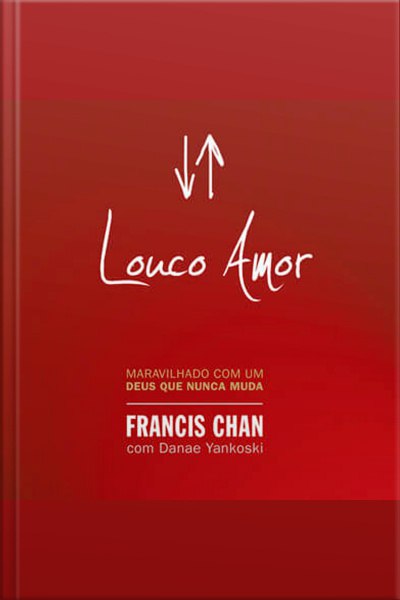 Louco Amor
MARAVILHADO COM UM
DEUS QUE NUNCA MUDA
FRANCIS CHAN
com Danae Yankoski